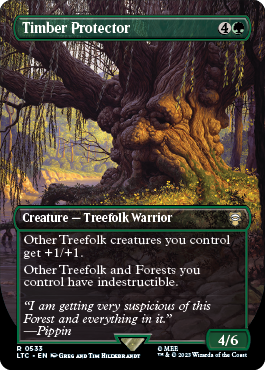 Timber Protector 4
Creature — Treefolk Warrior
Other Treefolk creatures you control
get +1/+1.
Other Treefolk and Forests you
control have indestructible.
“I am getting very suspicious of this
Forest and everything in it.”
—Pippin
4/6
R 0533
LTC • EN Greg and Tim Hildebrandt
© MEE
™ & © 2023 Wizards of the Coast